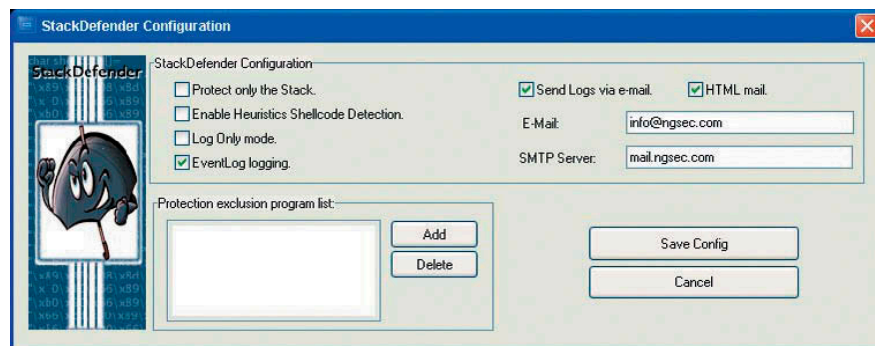 StackDefender Configuration
StackDefender
StackDefender Configuration
Protect only the Stack.
Enable Heuristics Shellcode Detection.
Log Only mode.
EventLog logging.
Send Logs via e-mail.
HTML mail.
E-Mail:
info@ngsec.com
SMTP Server:
mail.ngsec.com
Protection exclusion program list:
Add
Delete
Save Config
Cancel